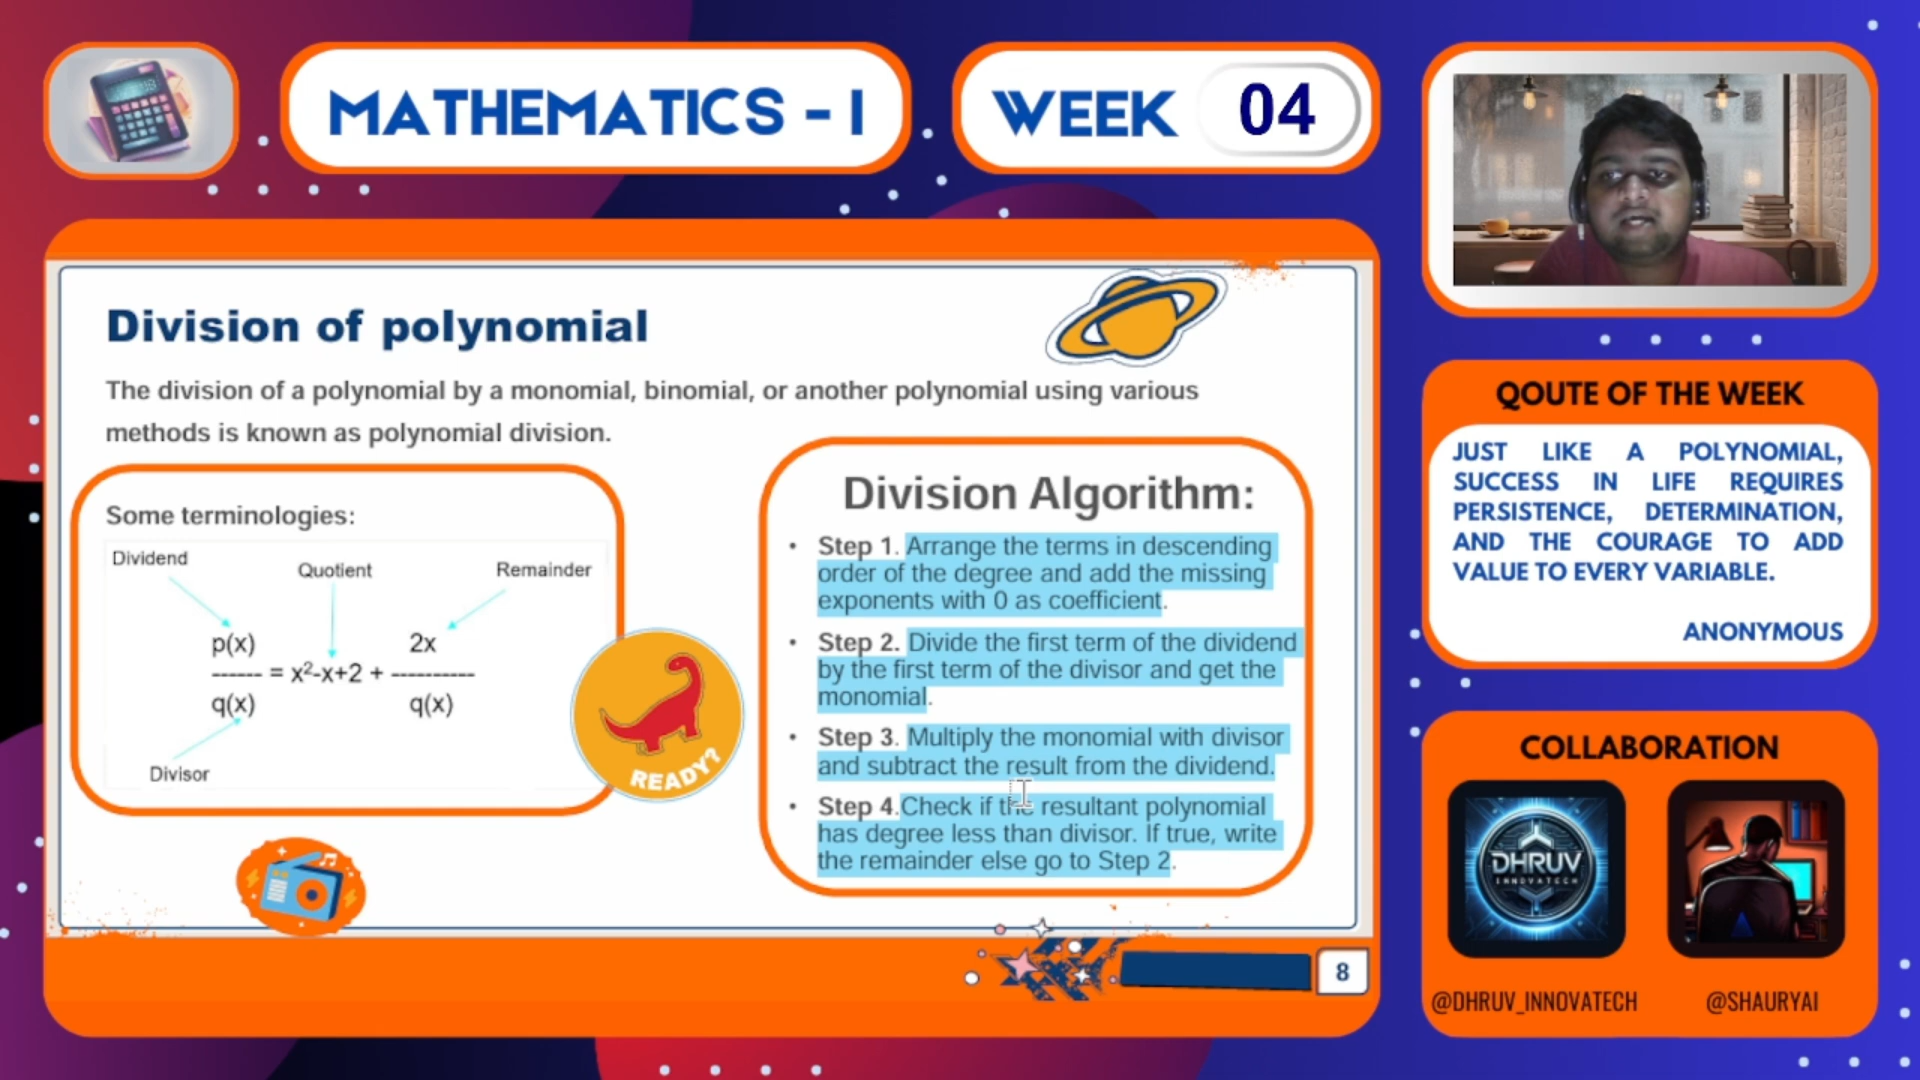 MATHEMATICS - I
WEEK 04
Division of polynomial
The division of a polynomial by a monomial, binomial, or another polynomial using various
methods is known as polynomial division.
Some terminologies:
Dividend
Quotient
Remainder
p(x)
2x
------ = x²-x+2 + ----------
q(x)
q(x)
Divisor
READY?
Division Algorithm:
• Step 1. Arrange the terms in descending
order of the degree and add the missing
exponents with 0 as coefficient.
• Step 2. Divide the first term of the dividend
by the first term of the divisor and get the
monomial.
• Step 3. Multiply the monomial with divisor
and subtract the result from the dividend.
• Step 4.Check if the resultant polynomial
has degree less than divisor. If true, write
the remainder else go to Step 2.
8
QOUTE OF THE WEEK
JUST LIKE A POLYNOMIAL,
SUCCESS IN LIFE REQUIRES
PERSISTENCE, DETERMINATION,
AND THE COURAGE TO ADD
VALUE TO EVERY VARIABLE.
ANONYMOUS
COLLABORATION
DHRUV
INNOVATECH
@DHRUV_INNOVATECH
@SHAURYAI